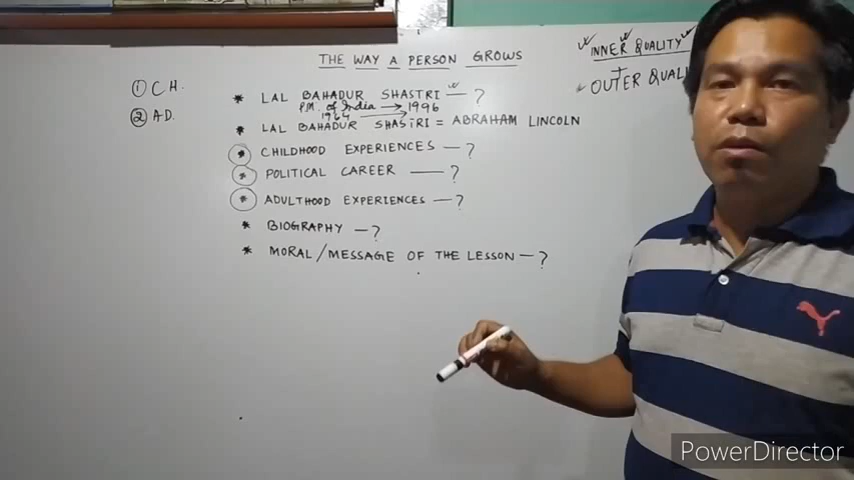 THE WAY A PERSON GROWS
INNER QUALITY
OUTER QUALI
① CH.
② AD.
* LAL BAHADUR SHASTRI — ?
P.M. of India → 1996
1964 →
* LAL BAHADUR SHASTRI = ABRAHAM LINCOLN
* CHILDHOOD EXPERIENCES — ?
* POLITICAL CAREER — ?
* ADULTHOOD EXPERIENCES — ?
* BIOGRAPHY — ?
* MORAL/MESSAGE OF THE LESSON — ?
PowerDirector